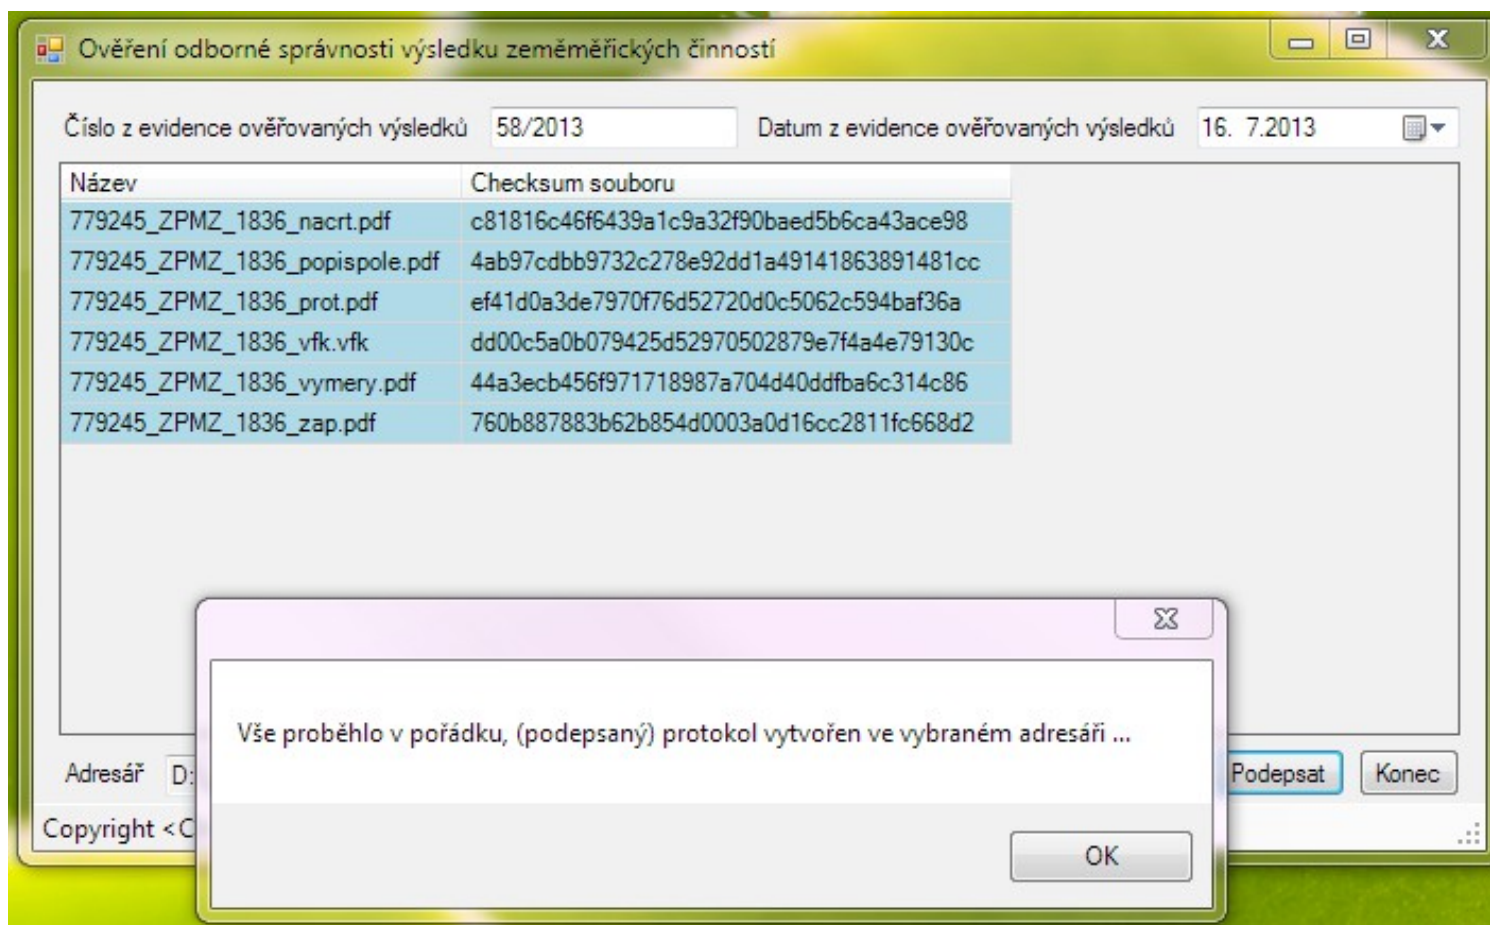 Ověření odborné správnosti výsledku zeměměřických činností
Číslo z evidence ověřovaných výsledků 58/2013 Datum z evidence ověřovaných výsledků 16. 7.2013
Název Checksum souboru
779245_ZPMZ_1836_nacrt.pdf c81816c46f6439a1c9a32f90baed5b6ca43ace98
779245_ZPMZ_1836_popispole.pdf 4ab97cdbb9732c278e92dd1a49141863891481cc
779245_ZPMZ_1836_prot.pdf ef41d0a3de7970f76d52720d0c5062c594baf36a
779245_ZPMZ_1836_vfk.vfk dd00c5a0b079425d52970502879e7f4a4e79130c
779245_ZPMZ_1836_vymery.pdf 44a3ecb456f971718987a704d40ddfba6c314c86
779245_ZPMZ_1836_zap.pdf 760b887883b62b854d0003a0d16cc2811fc668d2
Vše proběhlo v pořádku, (podepsaný) protokol vytvořen ve vybraném adresáři ...
Adresář D: Podepsat Konec
Copyright <C
OK